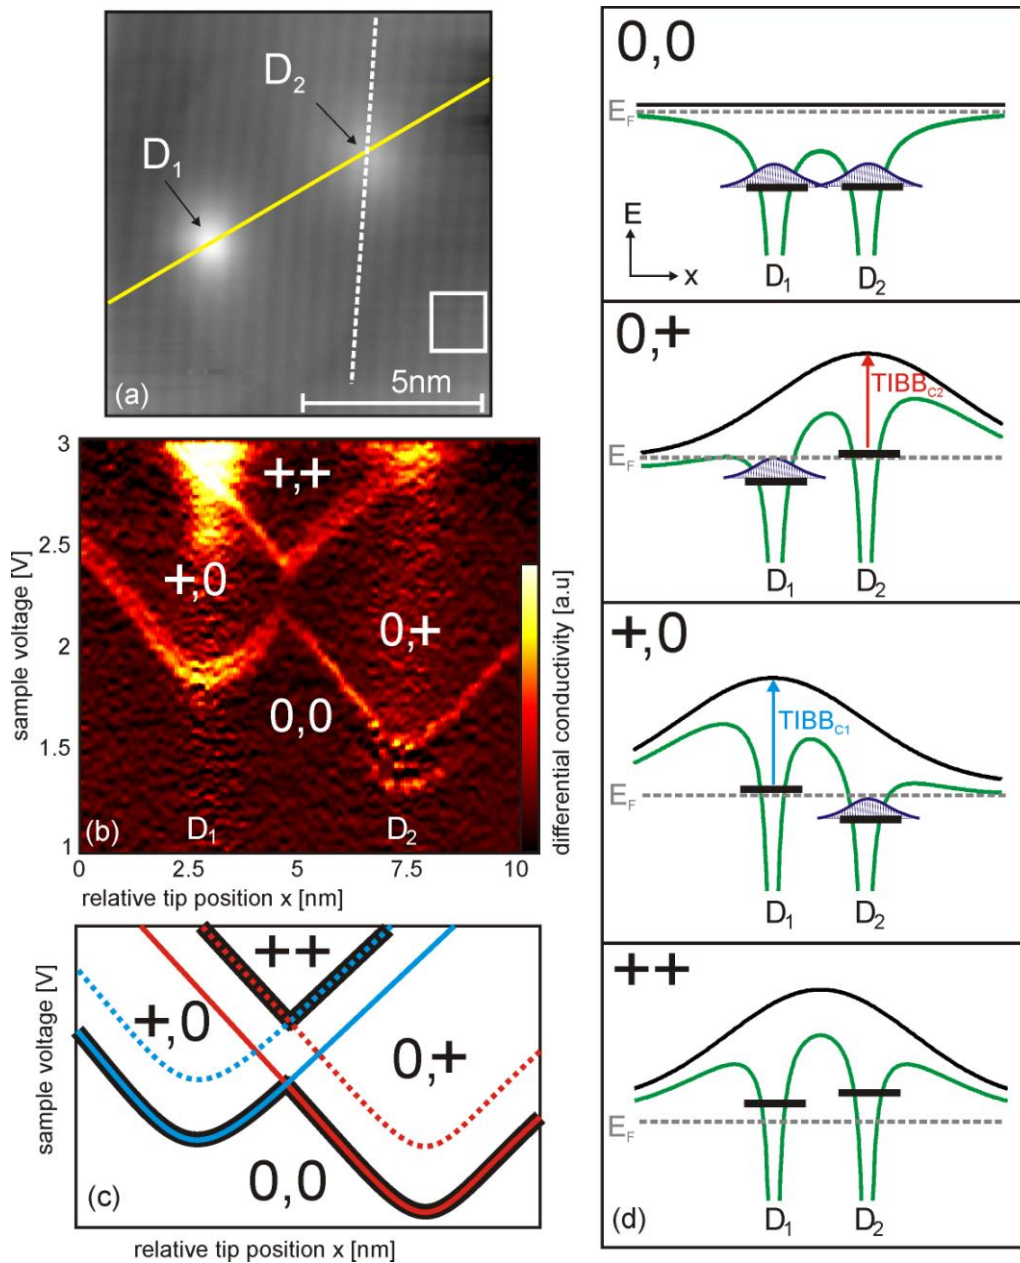 D1
D2
5nm
(a)
3
2.5
2
1.5
1
sample voltage [V]
++
+,0
0,+
0,0
(b)
D1
D2
0
2.5
5
7.5
10
relative tip position x [nm]
differential conductivity [a.u]
sample voltage [V]
++
+,0
0,+
0,0
(c)
relative tip position x [nm]
0,0
EF
E
x
D1
D2
0,+
TIBBC2
EF
D1
D2
+,0
TIBBC1
EF
D1
D2
++
EF
(d)
D1
D2